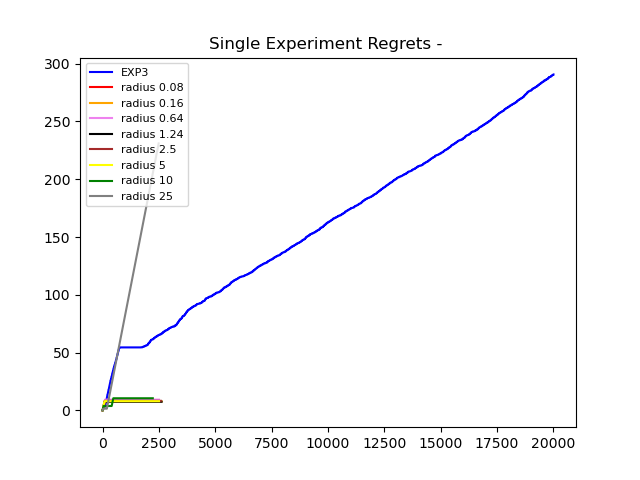 Single Experiment Regrets -
300
250
200
150
100
50
0
EXP3
radius 0.08
radius 0.16
radius 0.64
radius 1.24
radius 2.5
radius 5
radius 10
radius 25
0 2500 5000 7500 10000 12500 15000 17500 20000